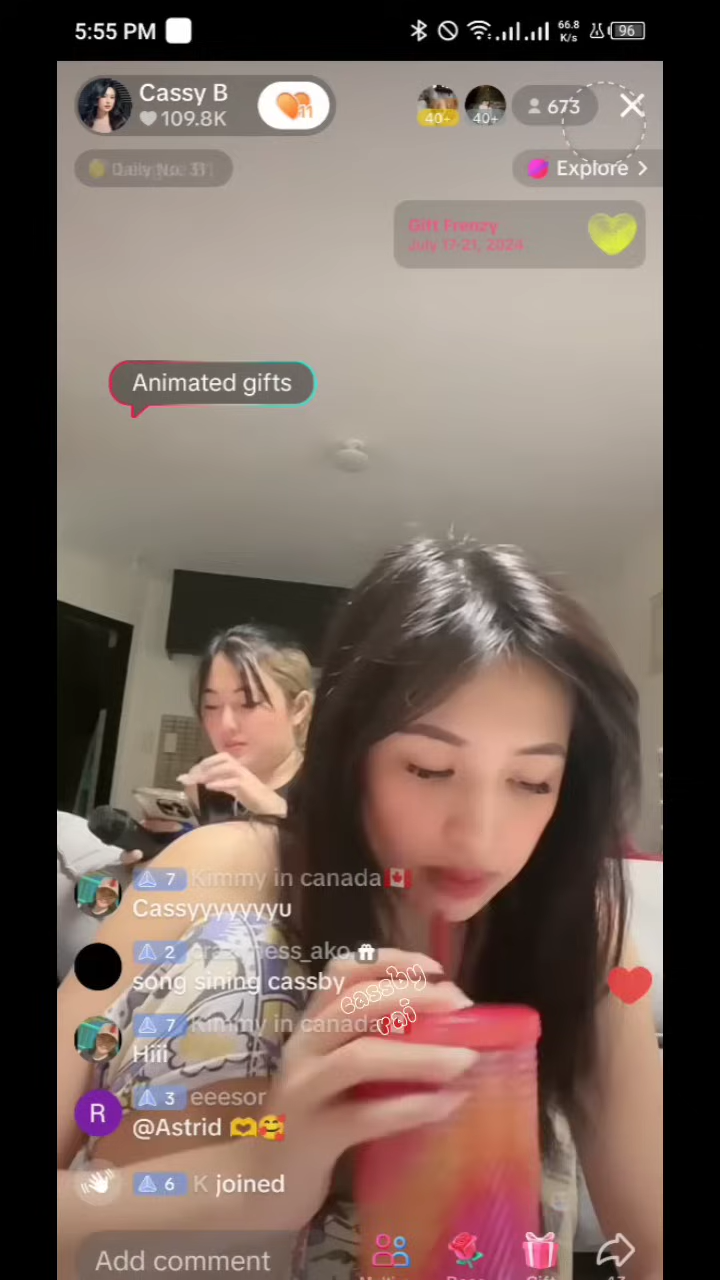 5:55 PM
66.8
K/s
96
Cassy B
109.8K
11
40+
40+
673
Explore
Gift Frenzy
July 17-21, 2024
Animated gifts
7 Kimmy in canada
Cassyyyyyyyu
2
song sining cassby
cassby
roi
7 Kimmy in canada
Hiii
R
3 eeesor
@Astrid
6 K joined
Add comment